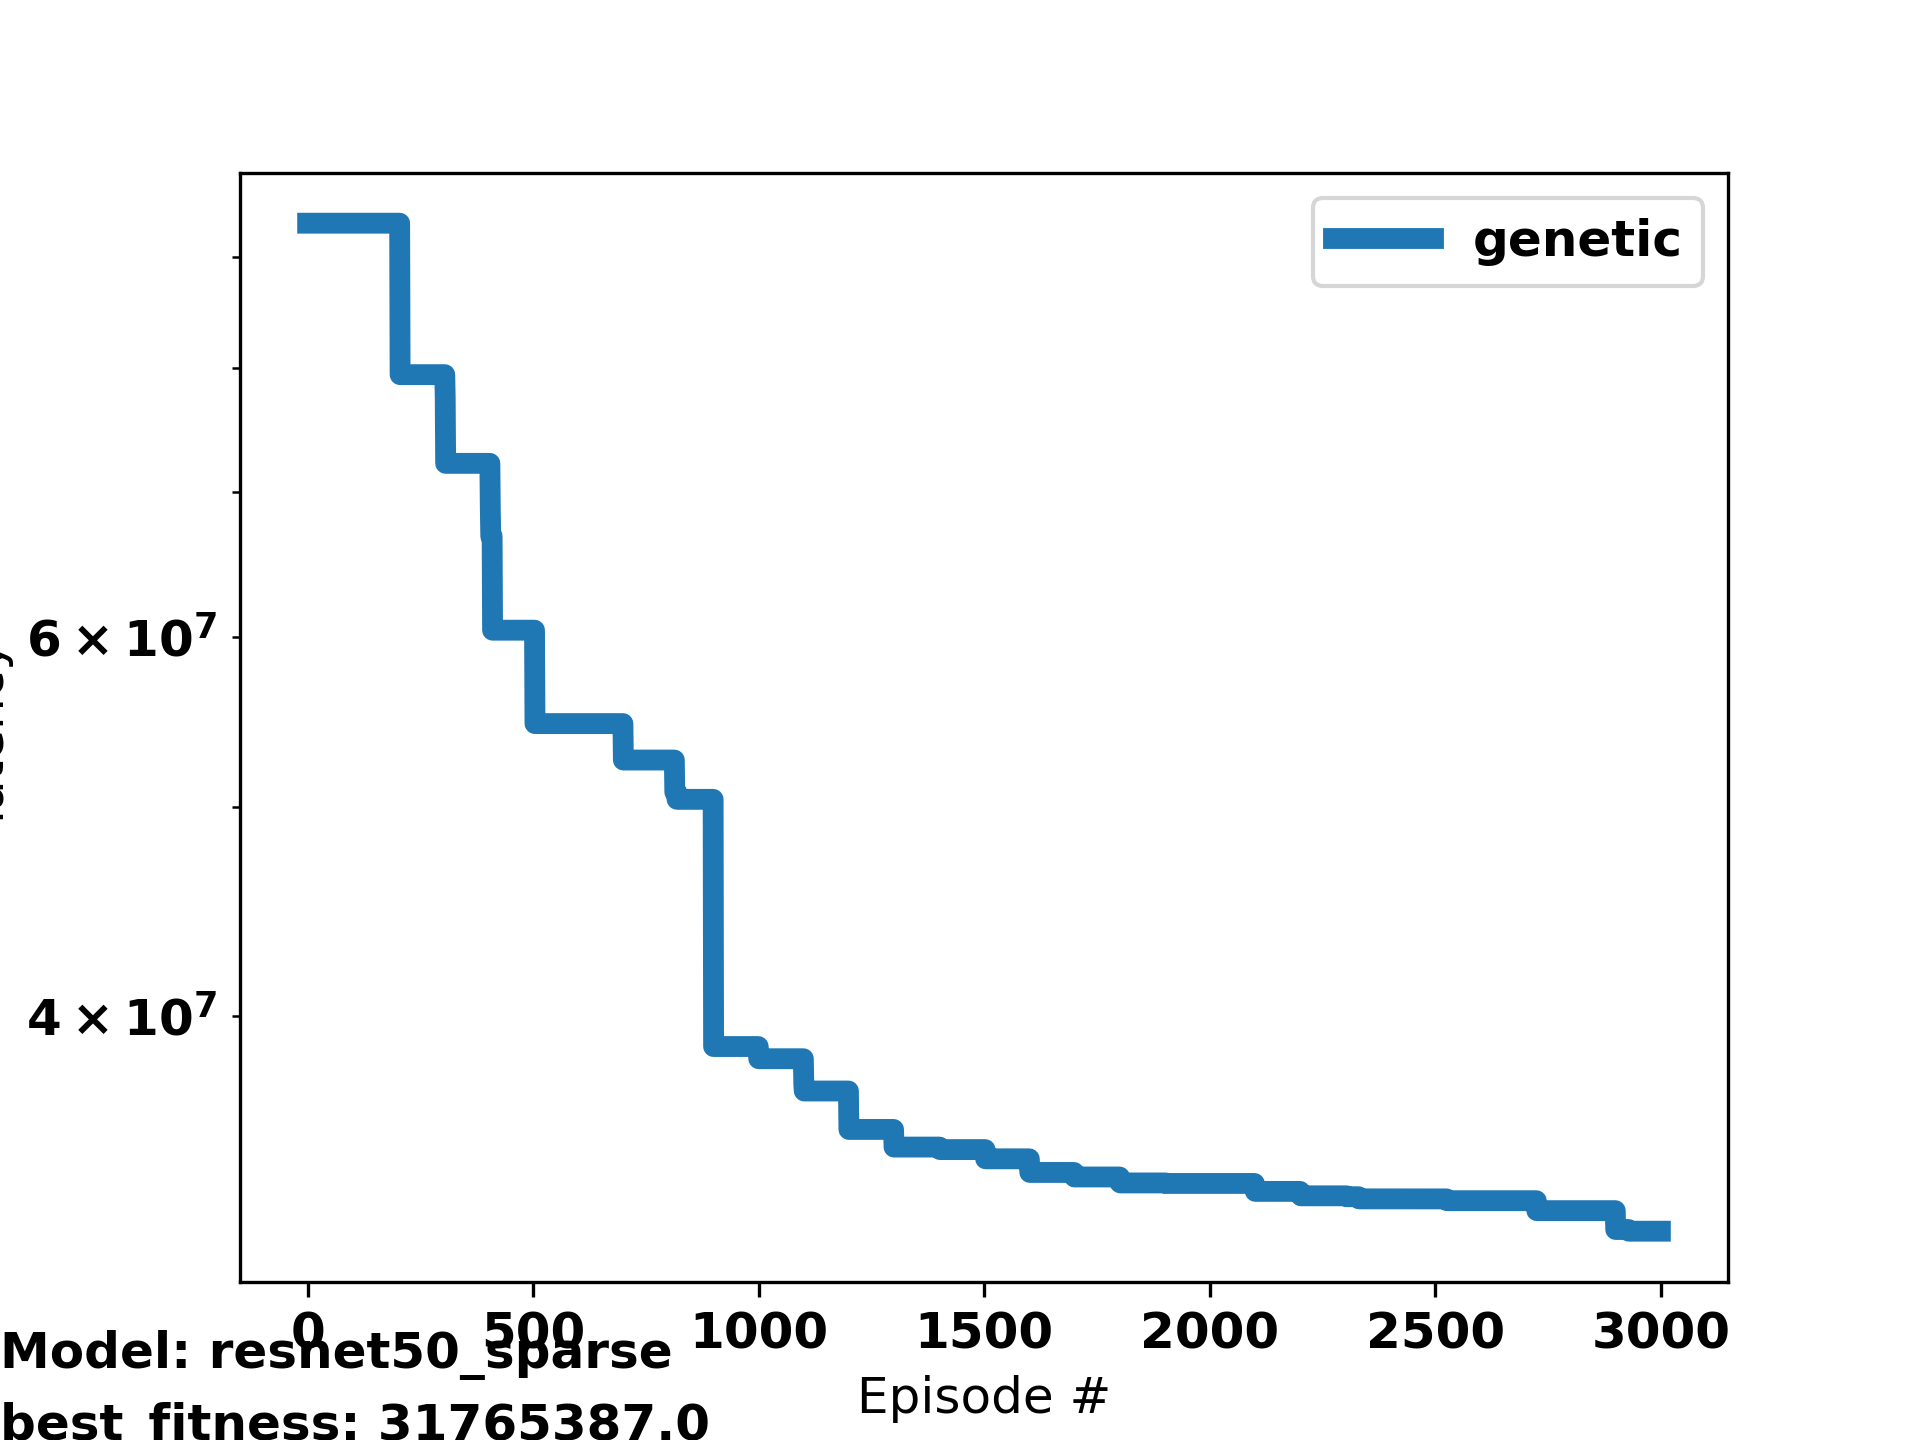 genetic
6 × 10⁷
4 × 10⁷
0 500 1000 1500 2000 2500 3000
Model: resnet50_sparse
Episode #
best_fitness: 31765387.0